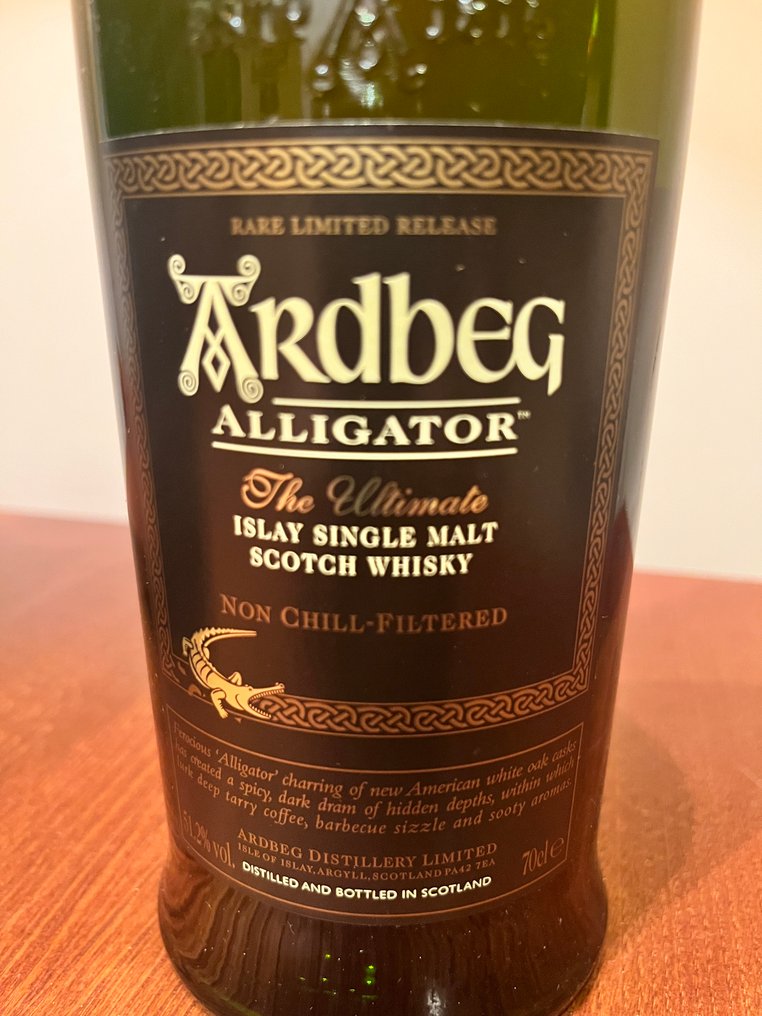 RARE LIMITED RELEASE
ARDBEG
ALLIGATOR™
The Ultimate
ISLAY SINGLE MALT
SCOTCH WHISKY
NON CHILL-FILTERED
Ferocious 'Alligator' charring of new American white oak casks
has created a spicy, dark dram of hidden depths, within which
lurk deep tarry coffee, barbecue sizzle and sooty aromas.
51.2% vol.
ARDBEG DISTILLERY LIMITED
ISLE OF ISLAY, ARGYLL, SCOTLAND PA42 7EA
70cl e
DISTILLED AND BOTTLED IN SCOTLAND